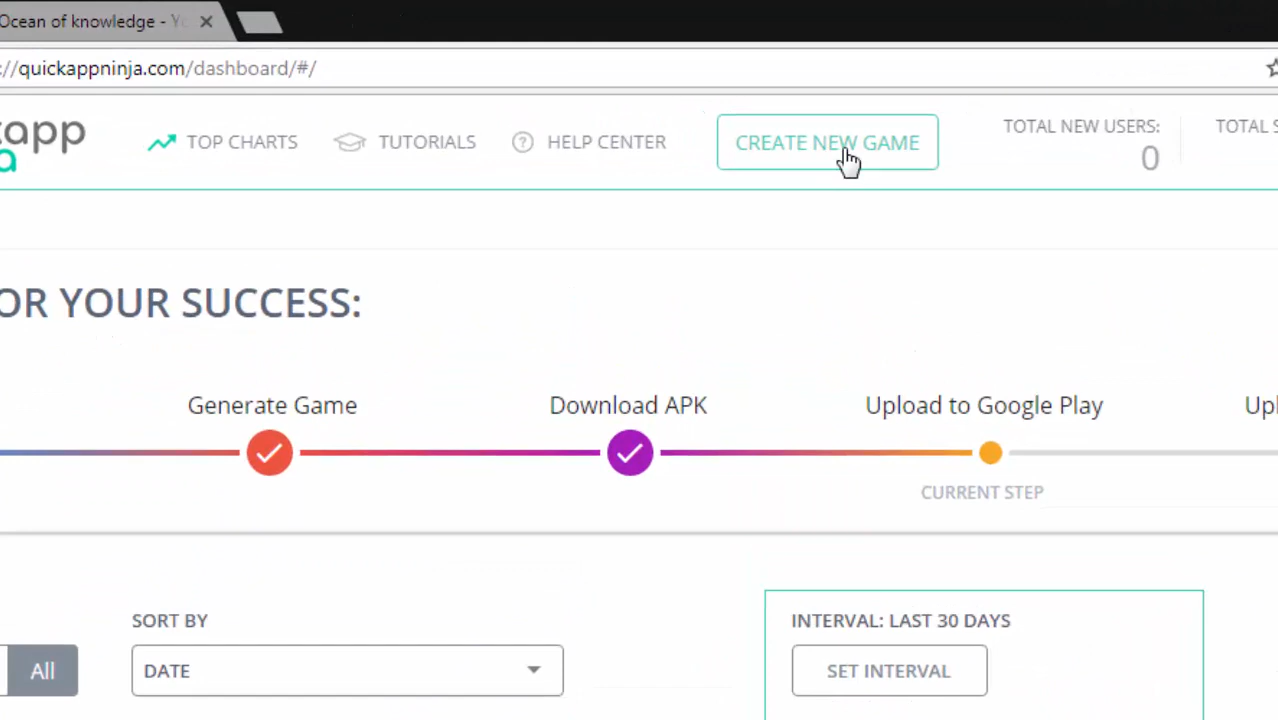 Ocean of knowledge - Yo
://quickappninja.com/dashboard/#/
kapp
a
TOP CHARTS
TUTORIALS
? HELP CENTER
CREATE NEW GAME
TOTAL NEW USERS:
0
TOTAL S
OR YOUR SUCCESS:
Generate Game
Download APK
Upload to Google Play
Upl
CURRENT STEP
SORT BY
INTERVAL: LAST 30 DAYS
All
DATE
SET INTERVAL